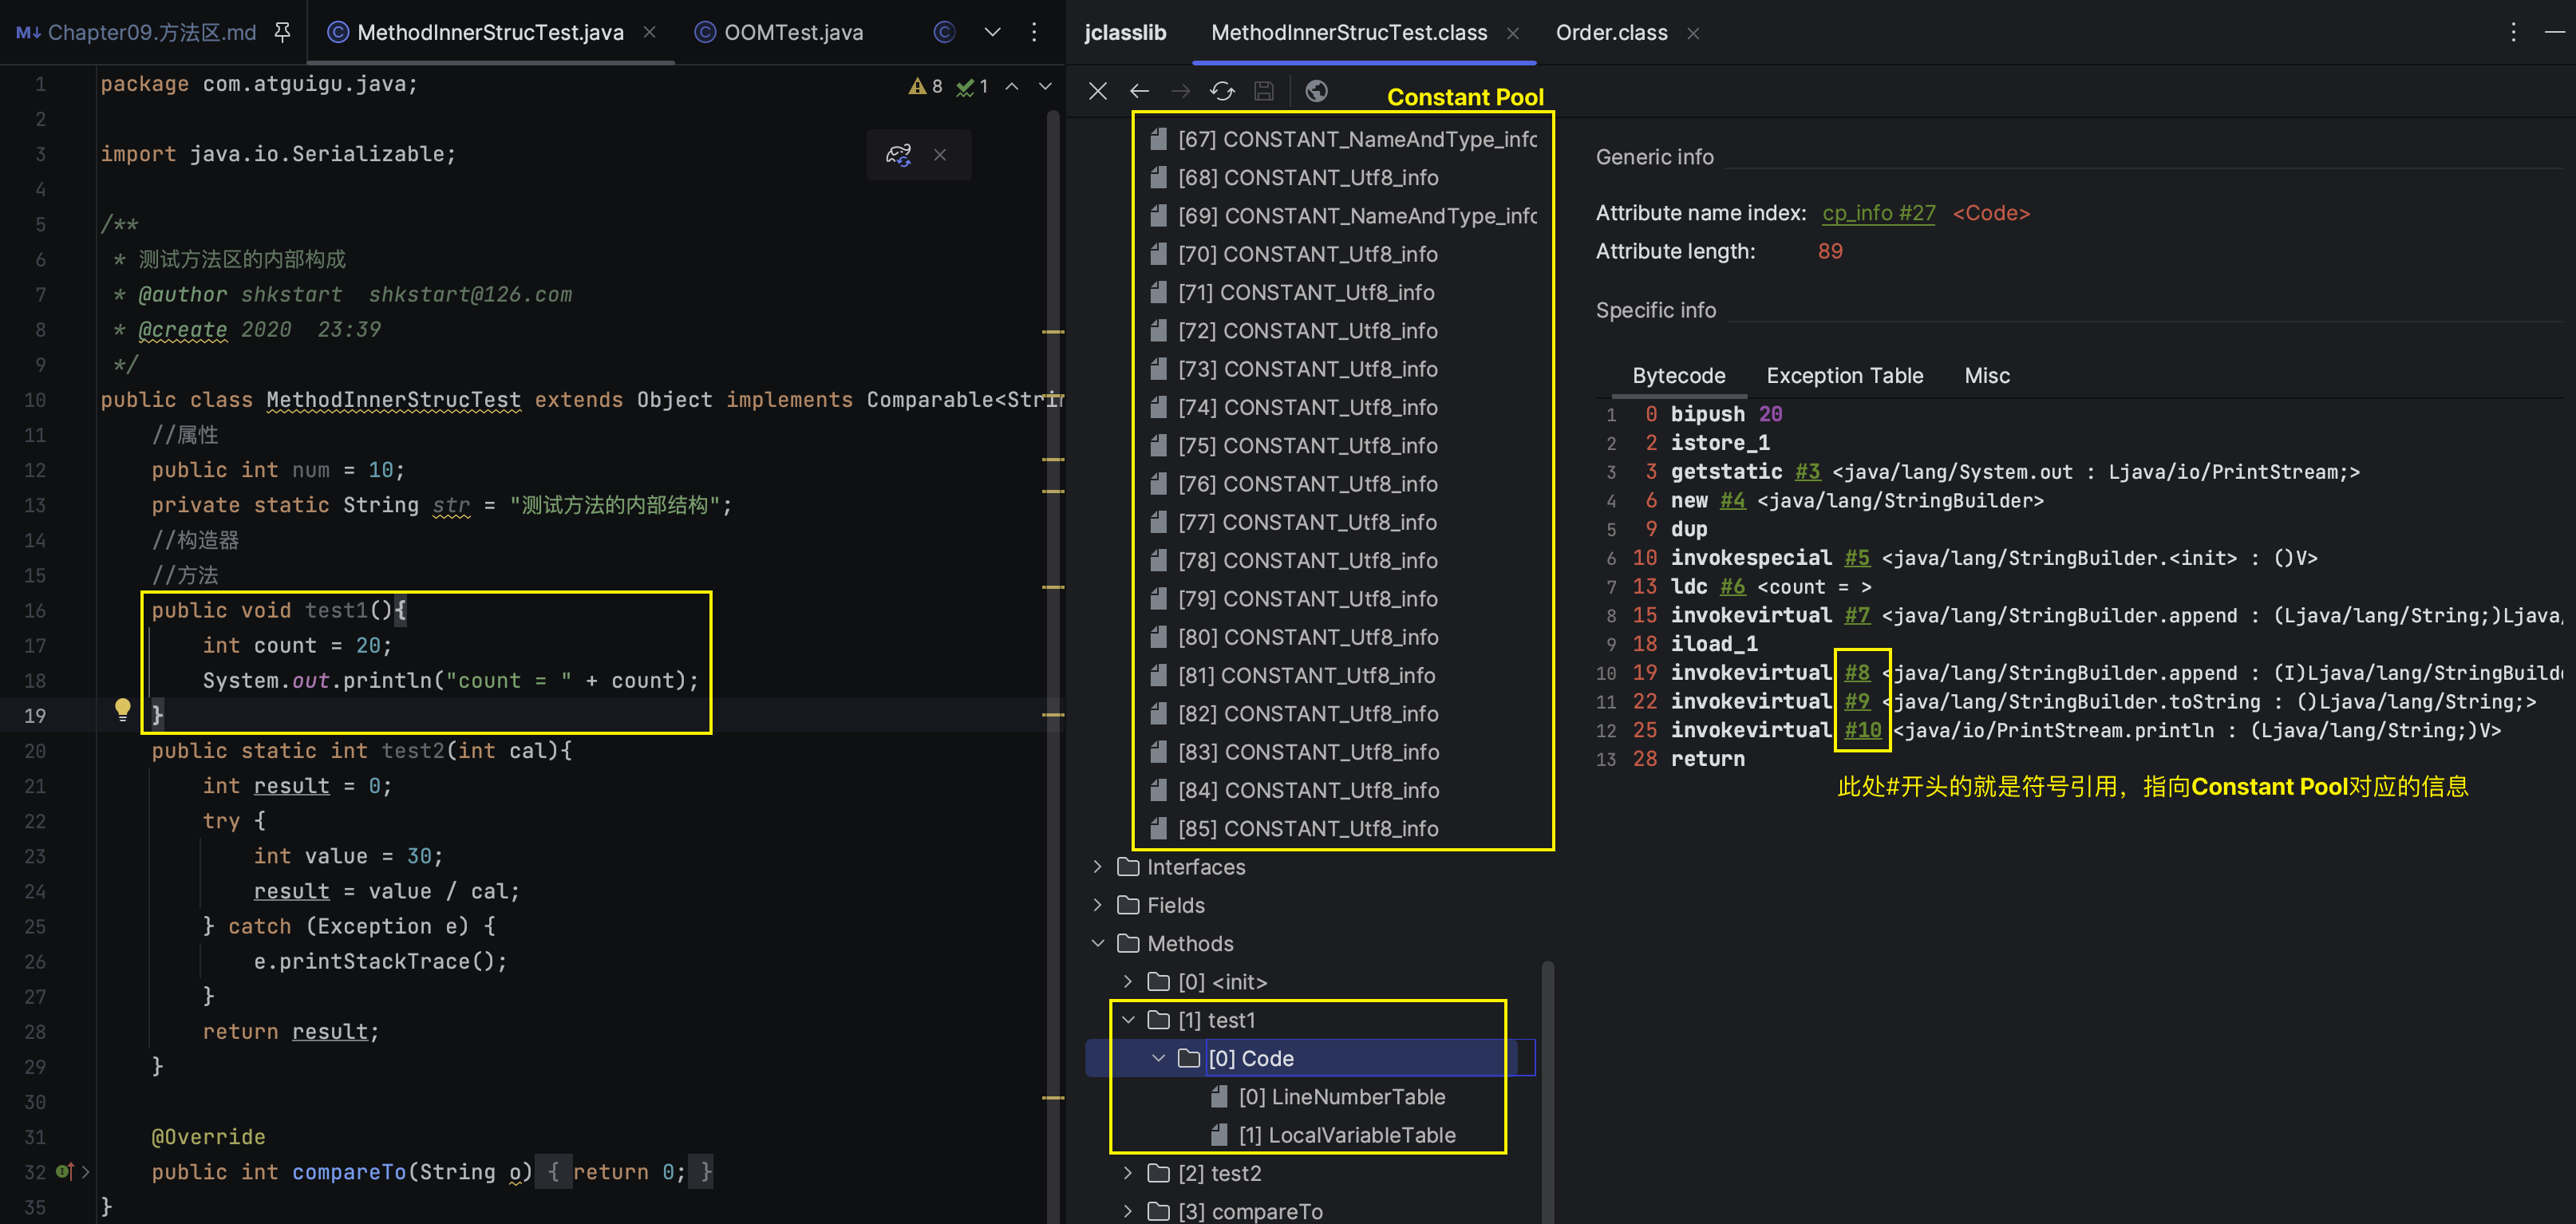 M↓ Chapter09.方法区.md
MethodInnerStrucTest.java
OOMTest.java
8 1
1 package com.atguigu.java;
2
3 import java.io.Serializable;
4
5 /**
6 * 测试方法区的内部构成
7 * @author shkstart shkstart@126.com
8 * @create 2020 23:39
9 */
10 public class MethodInnerStrucTest extends Object implements Comparable<Stri
11 //属性
12 public int num = 10;
13 private static String str = "测试方法的内部结构";
14 //构造器
15 //方法
16 public void test1(){
17 int count = 20;
18 System.out.println("count = " + count);
19 }
20 public static int test2(int cal){
21 int result = 0;
22 try {
23 int value = 30;
24 result = value / cal;
25 } catch (Exception e) {
26 e.printStackTrace();
27 }
28 return result;
29 }
30
31 @Override
32 public int compareTo(String o) { return 0; }
35 }
jclasslib
MethodInnerStrucTest.class
Order.class
Constant Pool
[67] CONSTANT_NameAndType_info
[68] CONSTANT_Utf8_info
[69] CONSTANT_NameAndType_info
[70] CONSTANT_Utf8_info
[71] CONSTANT_Utf8_info
[72] CONSTANT_Utf8_info
[73] CONSTANT_Utf8_info
[74] CONSTANT_Utf8_info
[75] CONSTANT_Utf8_info
[76] CONSTANT_Utf8_info
[77] CONSTANT_Utf8_info
[78] CONSTANT_Utf8_info
[79] CONSTANT_Utf8_info
[80] CONSTANT_Utf8_info
[81] CONSTANT_Utf8_info
[82] CONSTANT_Utf8_info
[83] CONSTANT_Utf8_info
[84] CONSTANT_Utf8_info
[85] CONSTANT_Utf8_info
Interfaces
Fields
Methods
[0] <init>
[1] test1
[0] Code
[0] LineNumberTable
[1] LocalVariableTable
[2] test2
[3] compareTo
Generic info
Attribute name index: cp_info #27 <Code>
Attribute length: 89
Specific info
Bytecode Exception Table Misc
1 0 bipush 20
2 2 istore_1
3 3 getstatic #3 <java/lang/System.out : Ljava/io/PrintStream;>
4 6 new #4 <java/lang/StringBuilder>
5 9 dup
6 10 invokespecial #5 <java/lang/StringBuilder.<init> : ()V>
7 13 ldc #6 <count = >
8 15 invokevirtual #7 <java/lang/StringBuilder.append : (Ljava/lang/String;)Ljava,
9 18 iload_1
10 19 invokevirtual #8 <java/lang/StringBuilder.append : (I)Ljava/lang/StringBuild
11 22 invokevirtual #9 <java/lang/StringBuilder.toString : ()Ljava/lang/String;>
12 25 invokevirtual #10 <java/io/PrintStream.println : (Ljava/lang/String;)V>
13 28 return
此处#开头的就是符号引用，指向Constant Pool对应的信息